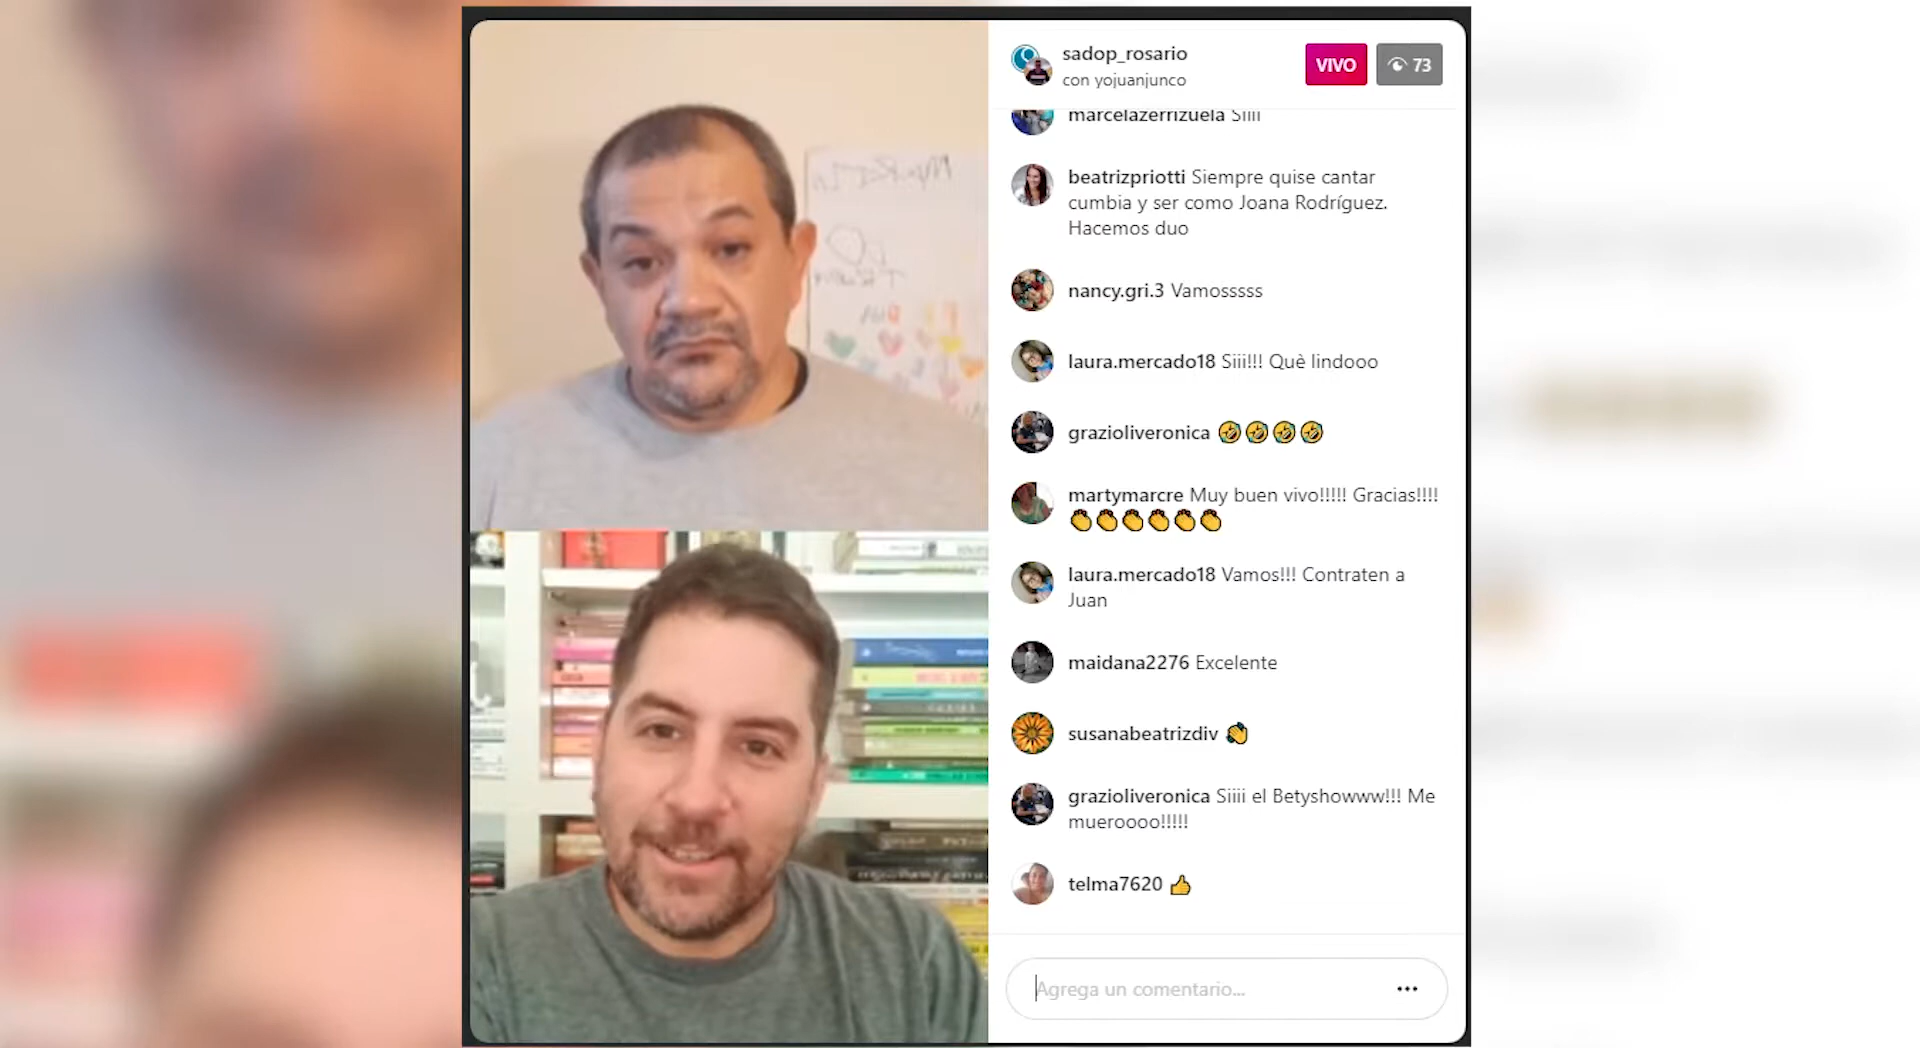 sadop_rosario
con yojuanjunco
VIVO
73
marcelazerrizuela Siiii
beatrizpriotti Siempre quise cantar
cumbia y ser como Joana Rodríguez.
Hacemos duo
nancy.gri.3 Vamosssss
laura.mercado18 Siii!!! Què lindooo
grazioliveronica 🤣🤣🤣🤣
martymarcre Muy buen vivo!!!!! Gracias!!!!
👏👏👏👏👏👏
laura.mercado18 Vamos!!! Contraten a
Juan
maidana2276 Excelente
susanabeatrizdiv 👏
grazioliveronica Siiii el Betyshowww!!! Me
mueroooo!!!!!
telma7620 👍
Agrega un comentario...